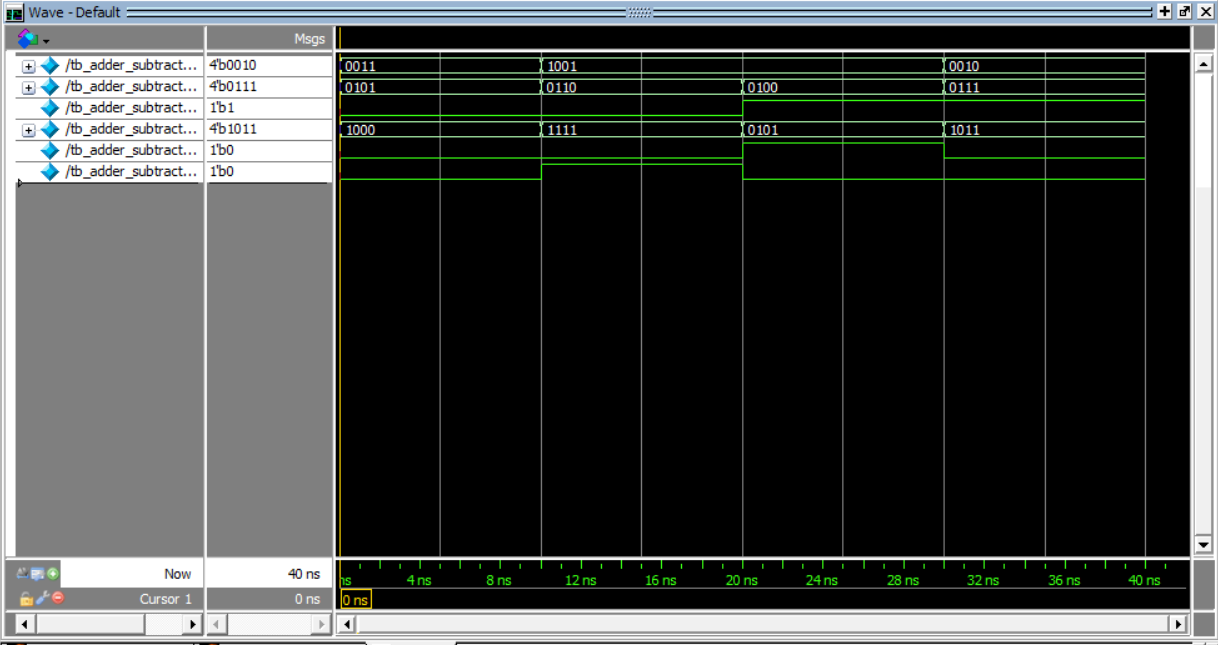 Wave - Default
Msgs
/tb_adder_subtract... 4'b0010 0011 1001 0010
/tb_adder_subtract... 4'b0111 0101 0110 0100 0111
/tb_adder_subtract... 1'b1
/tb_adder_subtract... 4'b1011 1000 1111 0101 1011
/tb_adder_subtract... 1'b0
/tb_adder_subtract... 1'b0
Now 40 ns ns 4 ns 8 ns 12 ns 16 ns 20 ns 24 ns 28 ns 32 ns 36 ns 40 ns
Cursor 1 0 ns 0 ns